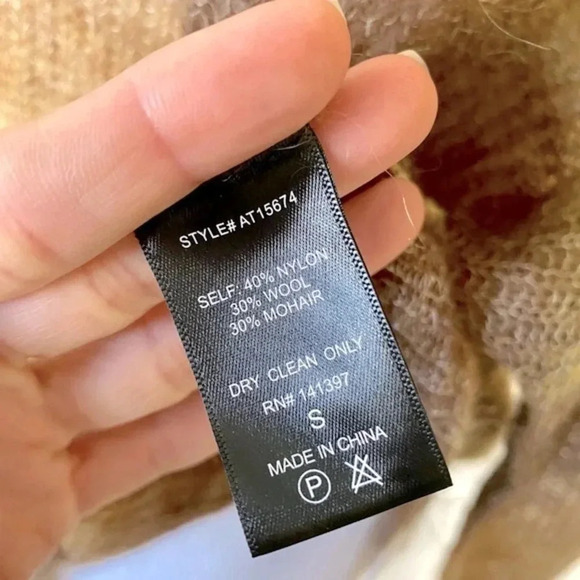 STYLE# AT15674
SELF: 40% NYLON
30% WOOL
30% MOHAIR
DRY CLEAN ONLY
RN# 141397
S
MADE IN CHINA
P